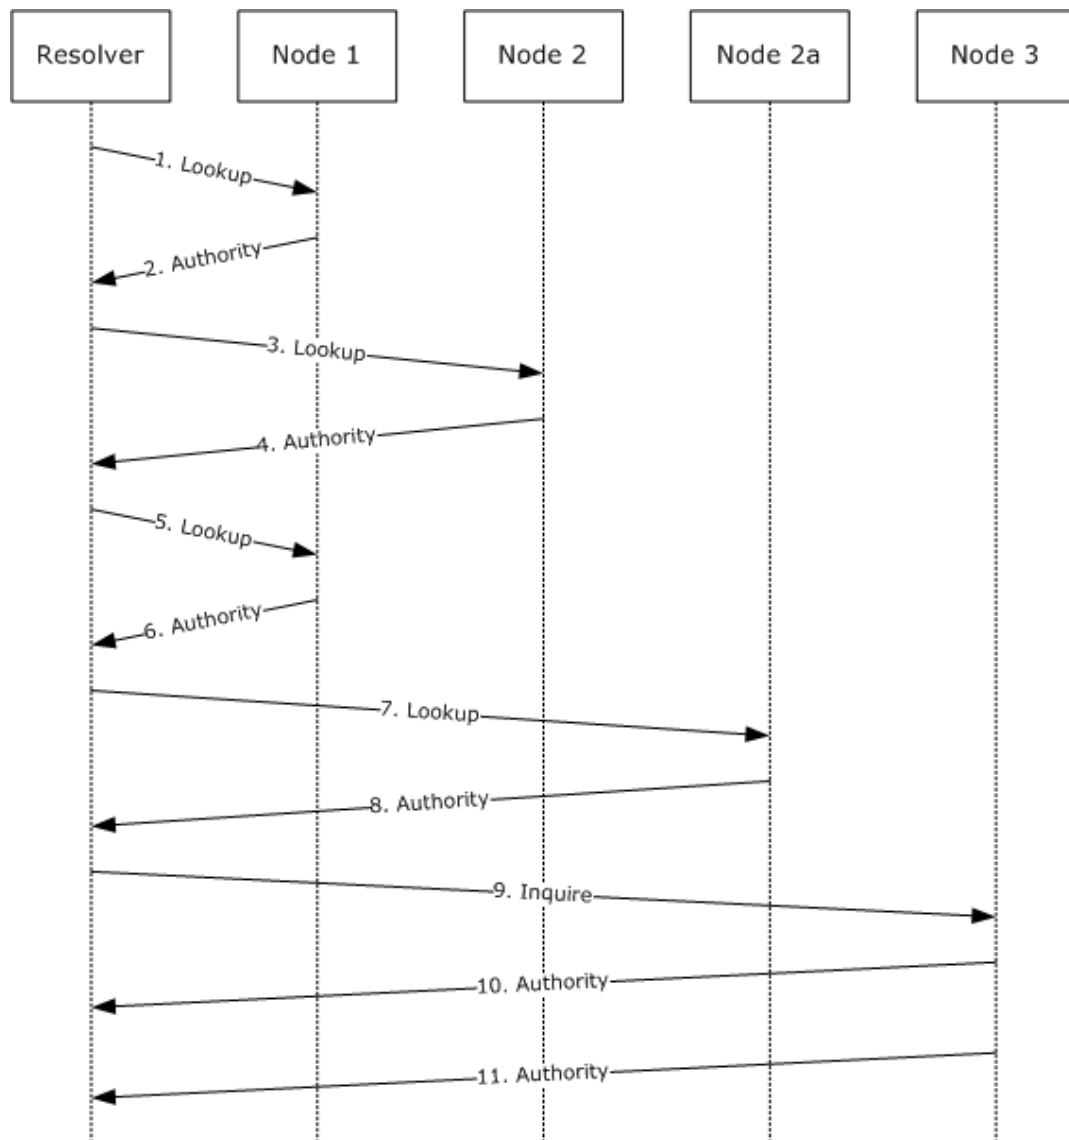 Resolver
Node 1
Node 2
Node 2a
Node 3
1. Lookup
2. Authority
3. Lookup
4. Authority
5. Lookup
6. Authority
7. Lookup
8. Authority
9. Inquire
10. Authority
11. Authority